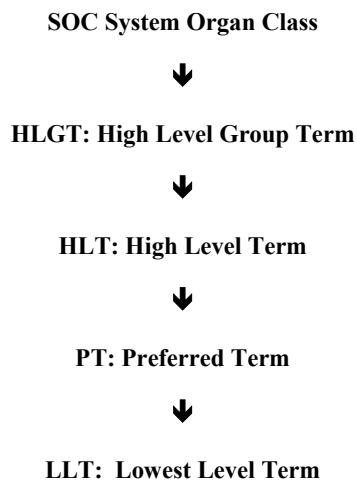 SOC System Organ Class
HLGT: High Level Group Term
HLT: High Level Term
PT: Preferred Term
LLT: Lowest Level Term